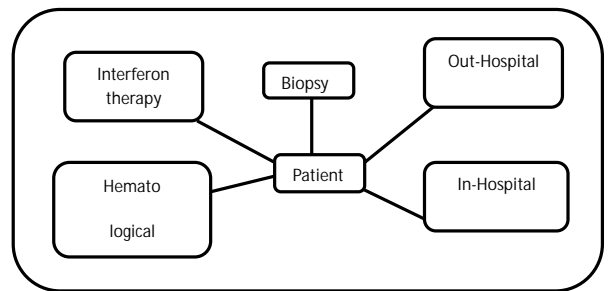 Interferon
therapy
Biopsy
Out-Hospital
Patient
Hemato
logical
In-Hospital